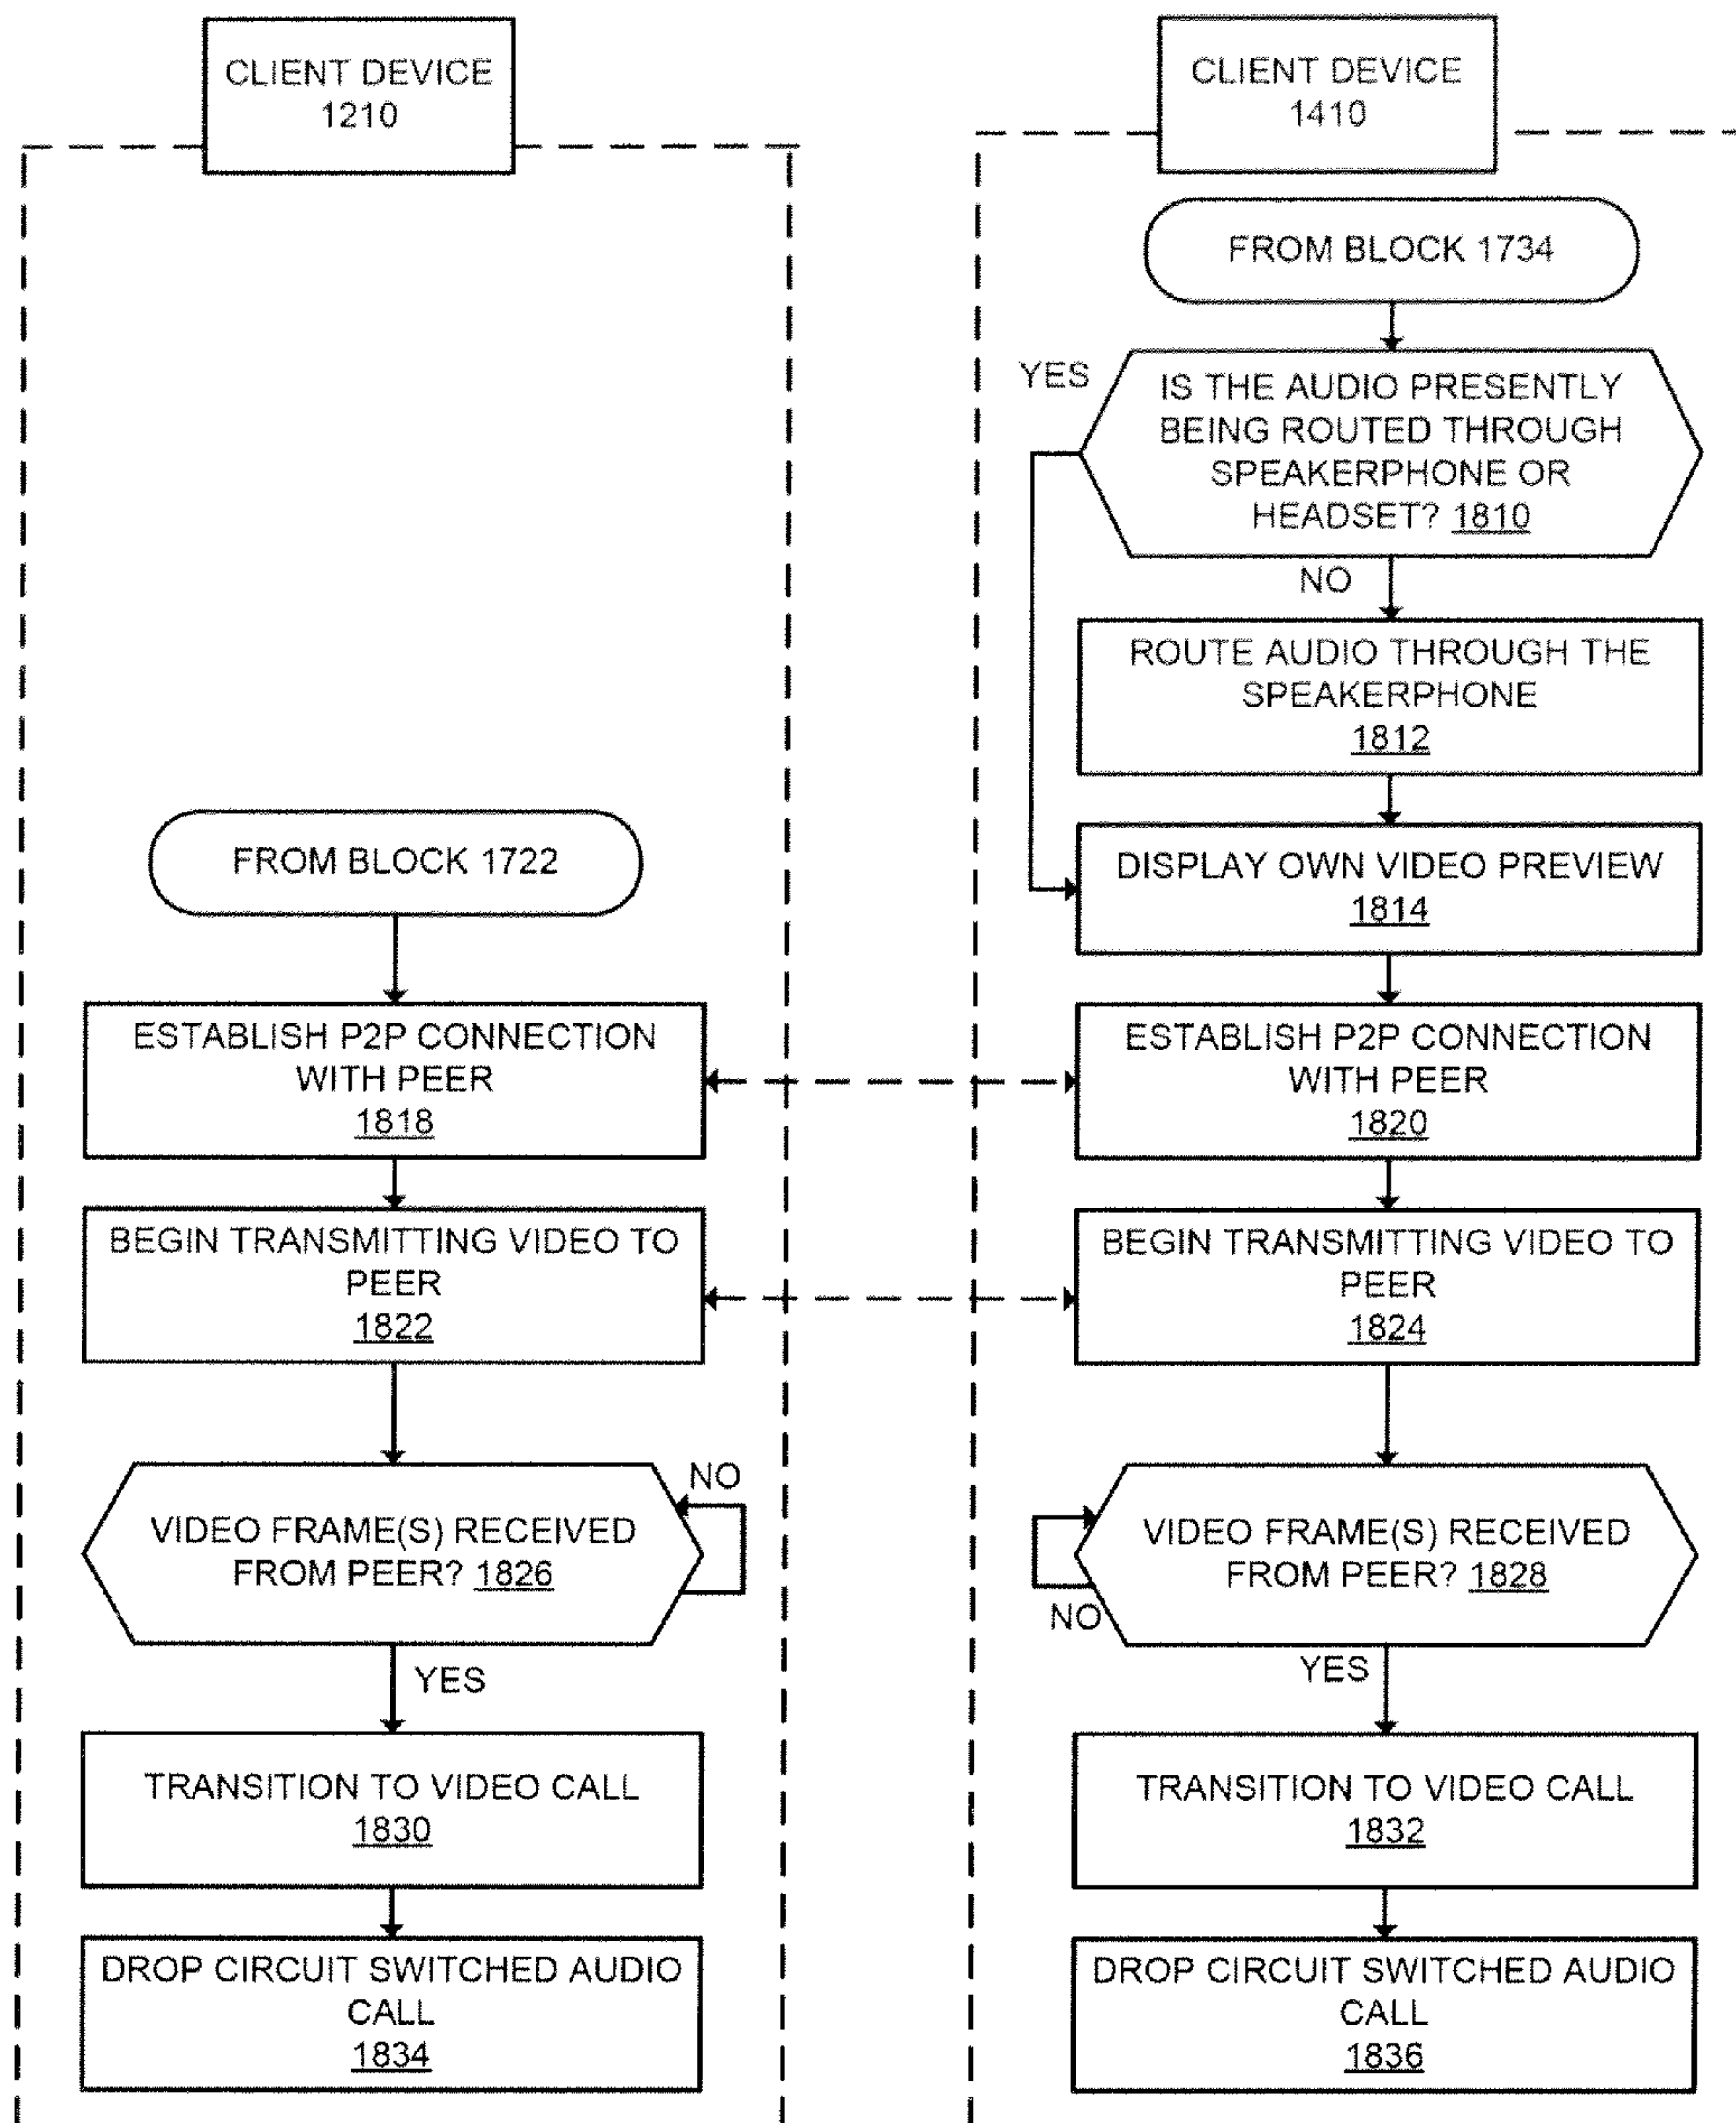 CLIENT DEVICE
1210
FROM BLOCK 1722
ESTABLISH P2P CONNECTION
WITH PEER
1818
BEGIN TRANSMITTING VIDEO TO
PEER
1822
VIDEO FRAME(S) RECEIVED
FROM PEER? 1826
NO
YES
TRANSITION TO VIDEO CALL
1830
DROP CIRCUIT SWITCHED AUDIO
CALL
1834
CLIENT DEVICE
1410
FROM BLOCK 1734
YES
IS THE AUDIO PRESENTLY
BEING ROUTED THROUGH
SPEAKERPHONE OR
HEADSET? 1810
NO
ROUTE AUDIO THROUGH THE
SPEAKERPHONE
1812
DISPLAY OWN VIDEO PREVIEW
1814
ESTABLISH P2P CONNECTION
WITH PEER
1820
BEGIN TRANSMITTING VIDEO TO
PEER
1824
VIDEO FRAME(S) RECEIVED
FROM PEER? 1828
NO
YES
TRANSITION TO VIDEO CALL
1832
DROP CIRCUIT SWITCHED AUDIO
CALL
1836